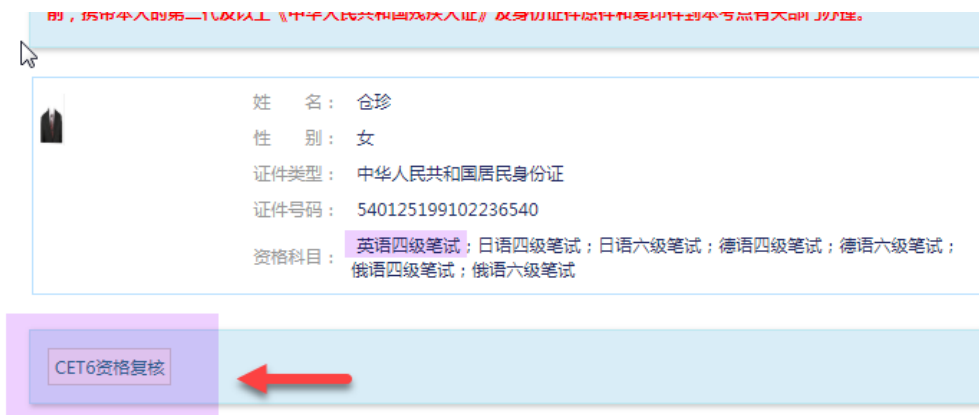 前，携带本人的第二代及以上《中华人民共和国残疾人证》及身份证件原件和复印件到本考点有关部门办理。
姓　　名： 仓珍
性　　别： 女
证件类型： 中华人民共和国居民身份证
证件号码： 540125199102236540
资格科目： 英语四级笔试；日语四级笔试；日语六级笔试；德语四级笔试；德语六级笔试；
俄语四级笔试；俄语六级笔试
CET6资格复核